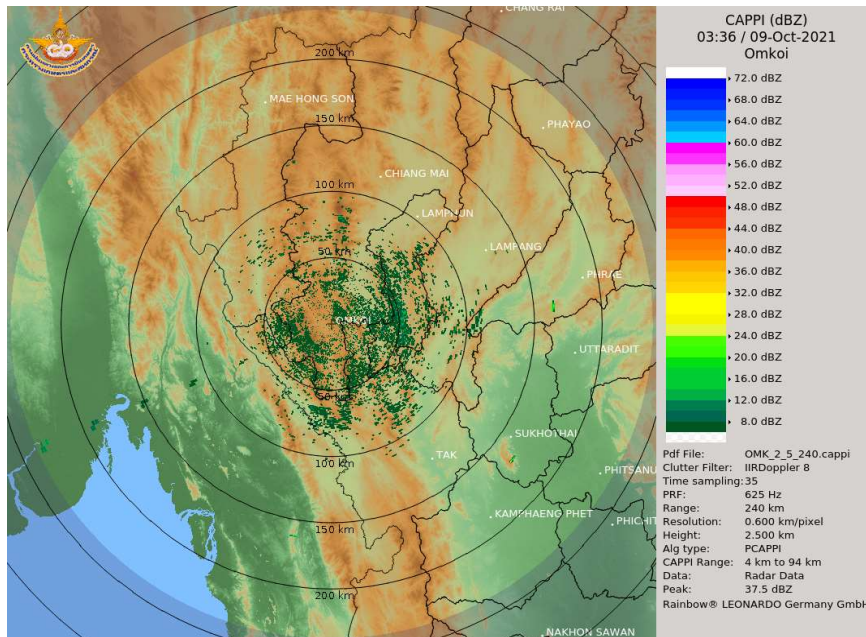 CHANG RAI
200 km
MAE HONG SON
150 km
PHAYAO
CHIANG MAI
100 km
LAMPHUN
50 km
LAMPANG
PHRAE
OMKOI
UTTARADIT
50 km
SUKHOTHAI
100 km
TAK
PHITSANU
KAMPHAENG PHET
PHICHIT
150 km
200 km
NAKHON SAWAN
CAPPI (dBZ)
03:36 / 09-Oct-2021
Omkoi
72.0 dBZ
68.0 dBZ
64.0 dBZ
60.0 dBZ
56.0 dBZ
52.0 dBZ
48.0 dBZ
44.0 dBZ
40.0 dBZ
36.0 dBZ
32.0 dBZ
28.0 dBZ
24.0 dBZ
20.0 dBZ
16.0 dBZ
12.0 dBZ
8.0 dBZ
Pdf File: OMK_2_5_240.cappi
Clutter Filter: IIRDoppler 8
Time sampling: 35
PRF: 625 Hz
Range: 240 km
Resolution: 0.600 km/pixel
Height: 2.500 km
Alg type: PCAPPI
CAPPI Range: 4 km to 94 km
Data: Radar Data
Peak: 37.5 dBZ
Rainbow® LEONARDO Germany GmbH